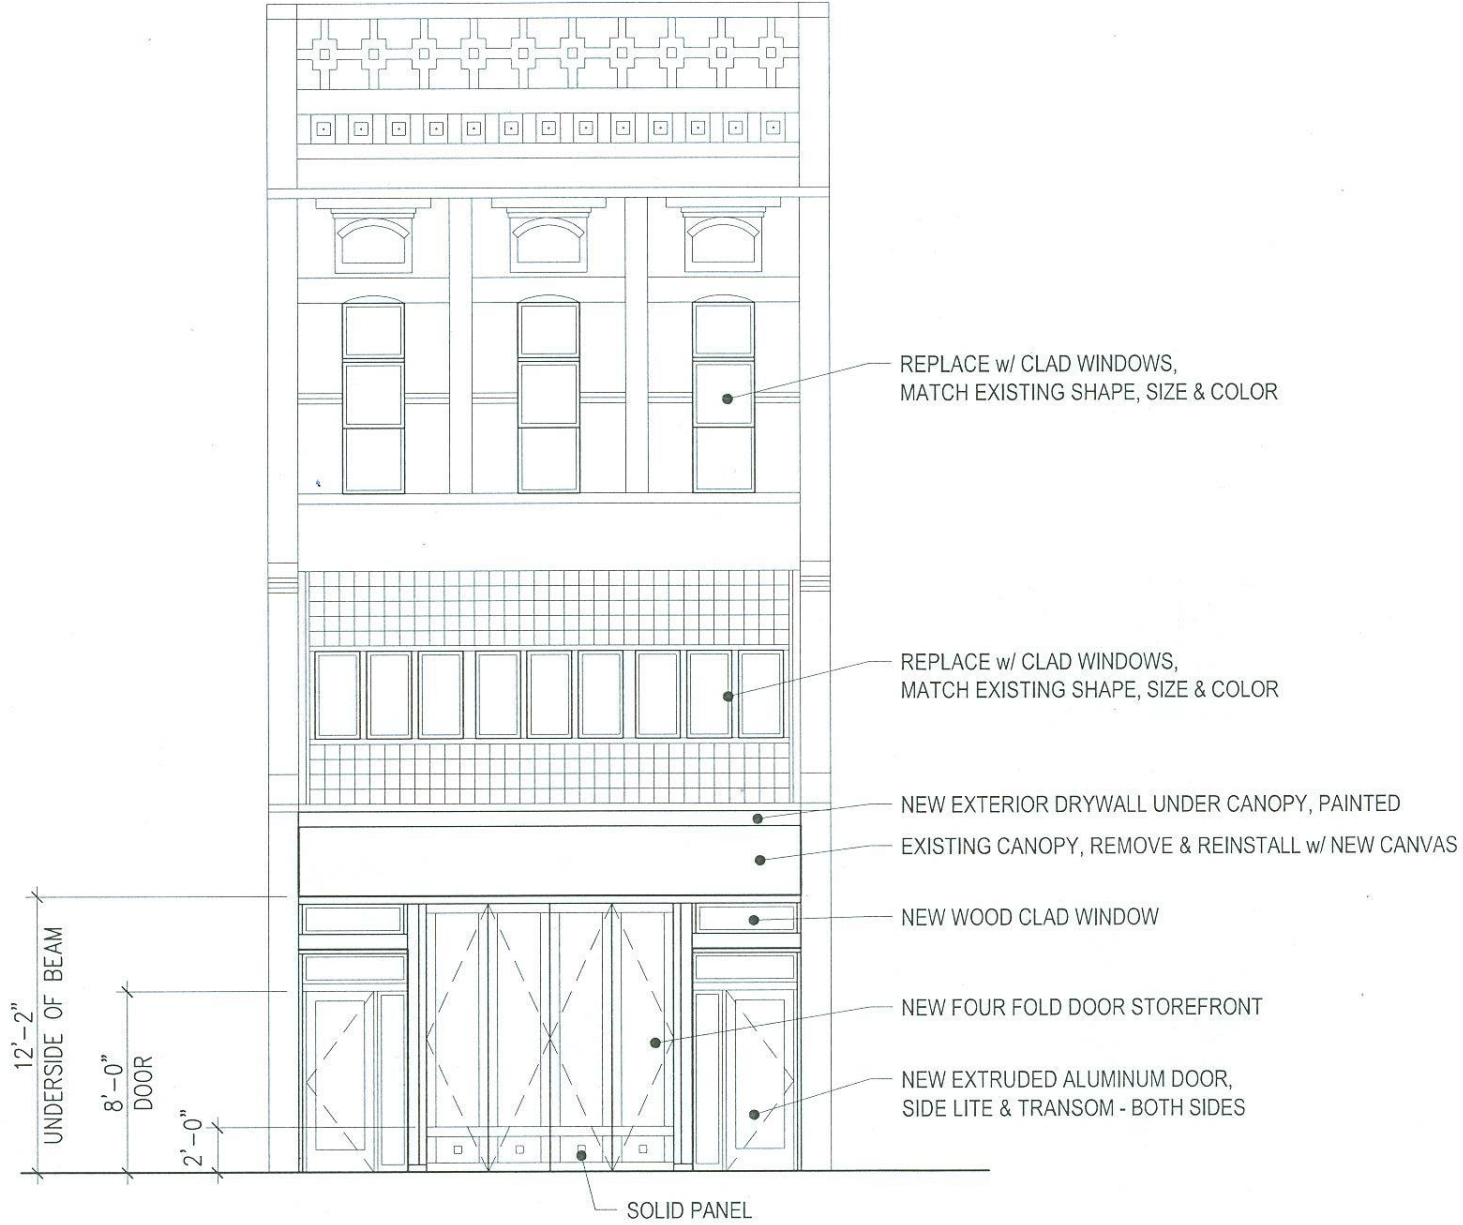 REPLACE w/ CLAD WINDOWS,
MATCH EXISTING SHAPE, SIZE & COLOR
REPLACE w/ CLAD WINDOWS,
MATCH EXISTING SHAPE, SIZE & COLOR
NEW EXTERIOR DRYWALL UNDER CANOPY, PAINTED
EXISTING CANOPY, REMOVE & REINSTALL w/ NEW CANVAS
NEW WOOD CLAD WINDOW
NEW FOUR FOLD DOOR STOREFRONT
NEW EXTRUDED ALUMINUM DOOR,
SIDE LITE & TRANSOM - BOTH SIDES
SOLID PANEL
12'-2"
UNDERSIDE OF BEAM
8'-0"
DOOR
2'-0"